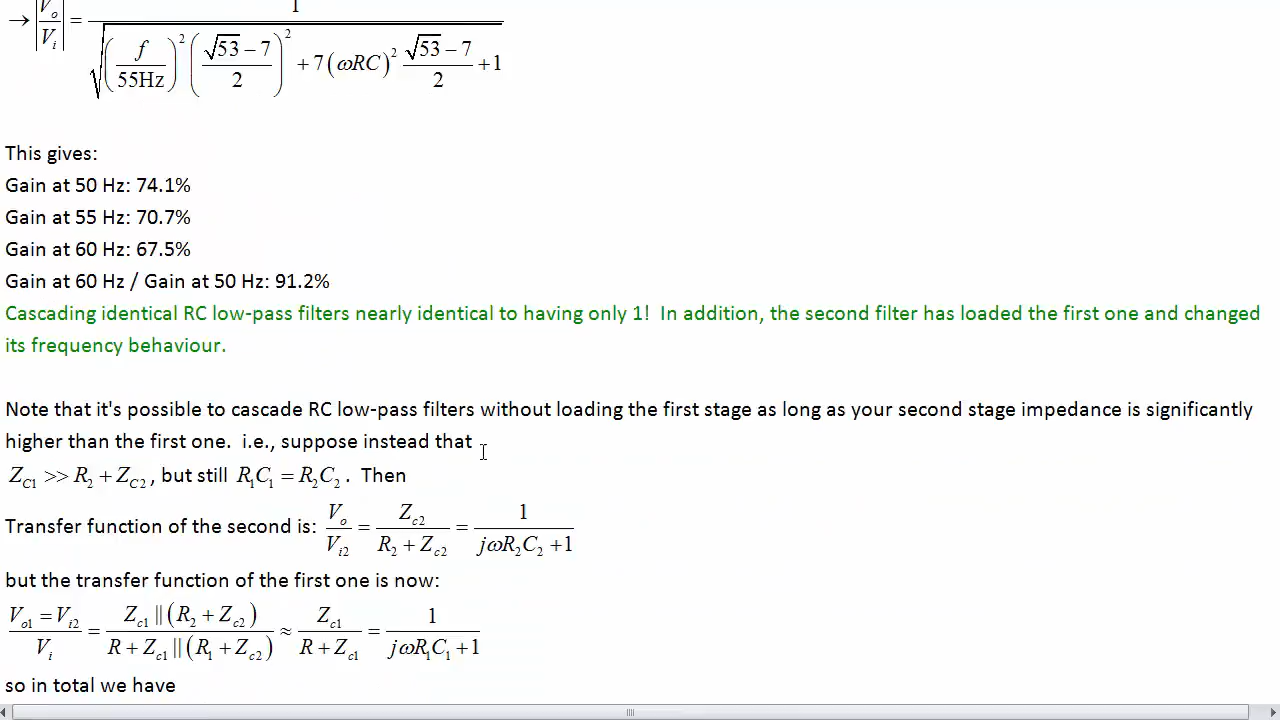 → |Vo/Vi| = 1 / √((f/55Hz)²((√53 − 7)/2)² + 7(ωRC)² (√53 − 7)/2 + 1)
This gives:
Gain at 50 Hz: 74.1%
Gain at 55 Hz: 70.7%
Gain at 60 Hz: 67.5%
Gain at 60 Hz / Gain at 50 Hz: 91.2%
Cascading identical RC low-pass filters nearly identical to having only 1! In addition, the second filter has loaded the first one and changed
its frequency behaviour.
Note that it's possible to cascade RC low-pass filters without loading the first stage as long as your second stage impedance is significantly
higher than the first one. i.e., suppose instead that
Z_C1 >> R₂ + Z_C2, but still R₁C₁ = R₂C₂. Then
Transfer function of the second is: Vo/Vi2 = Zc2/(R₂ + Zc2) = 1/(jωR₂C₂ + 1)
but the transfer function of the first one is now:
(Vo1 = Vi2)/Vi = (Zc1 || (R₂ + Zc2))/(R + Zc1 || (R₁ + Zc2)) ≈ Zc1/(R + Zc1) = 1/(jωR₁C₁ + 1)
so in total we have